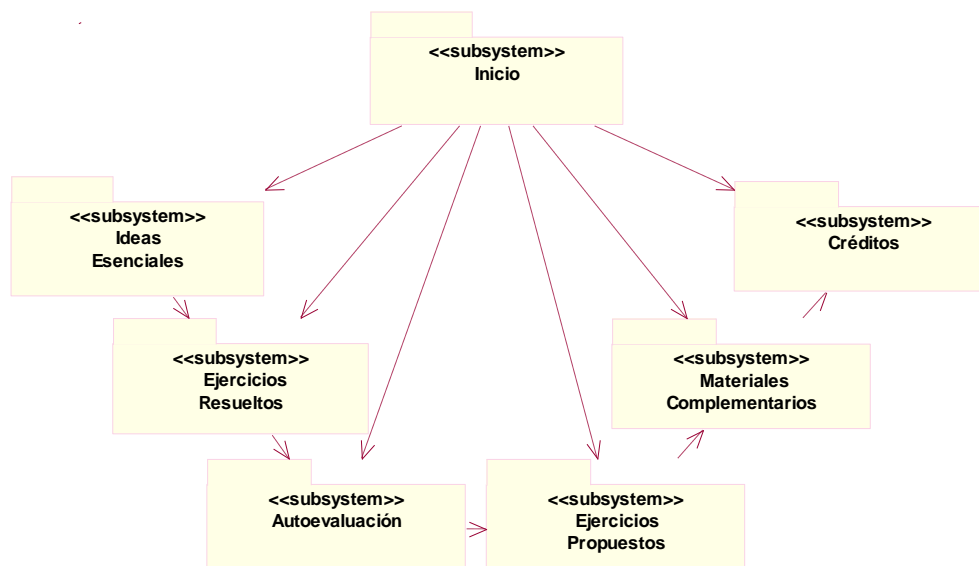 <<subsystem>>
Inicio
<<subsystem>>
Ideas
Esenciales
<<subsystem>>
Créditos
<<subsystem>>
Ejercicios
Resueltos
<<subsystem>>
Materiales
Complementarios
<<subsystem>>
Autoevaluación
<<subsystem>>
Ejercicios
Propuestos